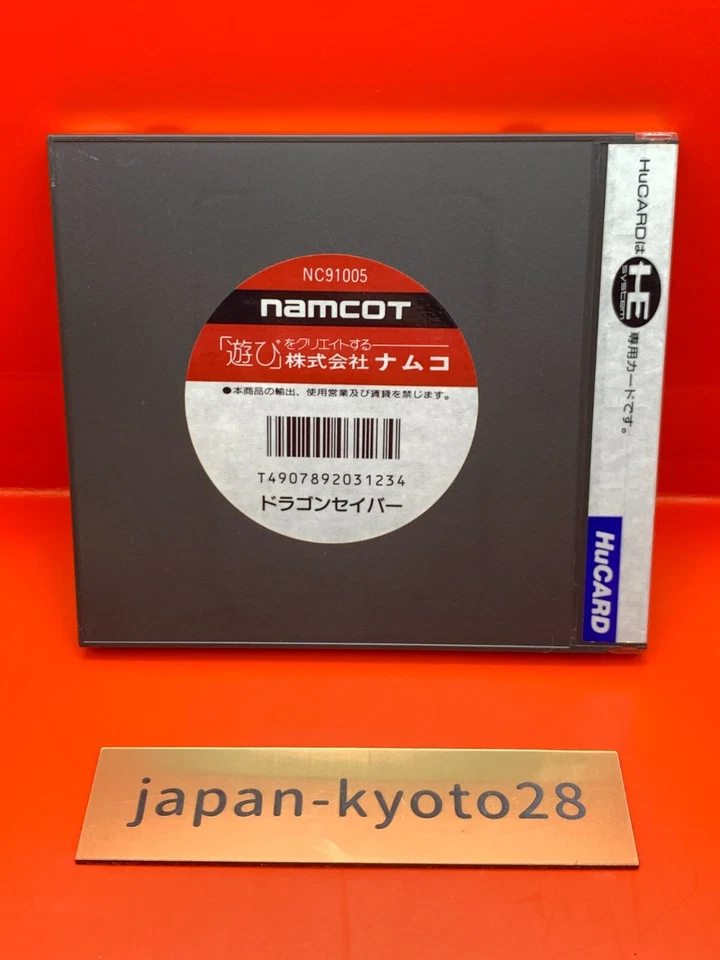 NC91005
namcot
「遊び」をクリエイトする
株式会社ナムコ
●本商品の輸出、使用営業及び賃貸を禁じます。
T4907892031234
ドラゴンセイバー
HuCARDは HE system 専用カードです。
HuCARD
japan-kyoto28